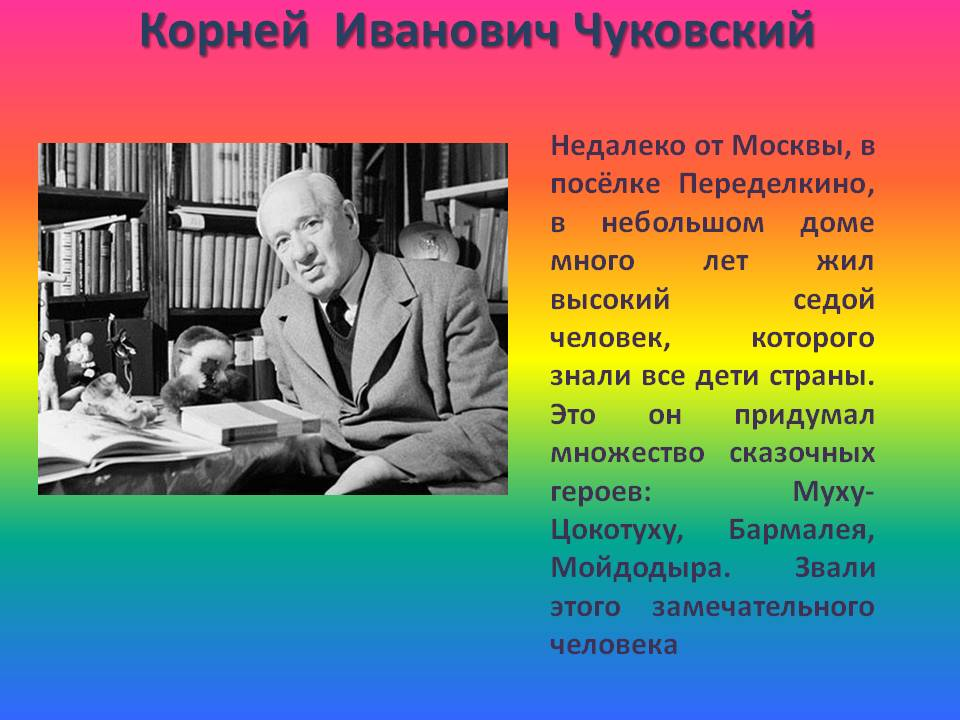 Корней Иванович Чуковский
Недалеко от Москвы, в
посёлке Переделкино,
в небольшом доме
много лет жил
высокий седой
человек, которого
знали все дети страны.
Это он придумал
множество сказочных
героев: Муху-
Цокотуху, Бармалея,
Мойдодыра. Звали
этого замечательного
человека